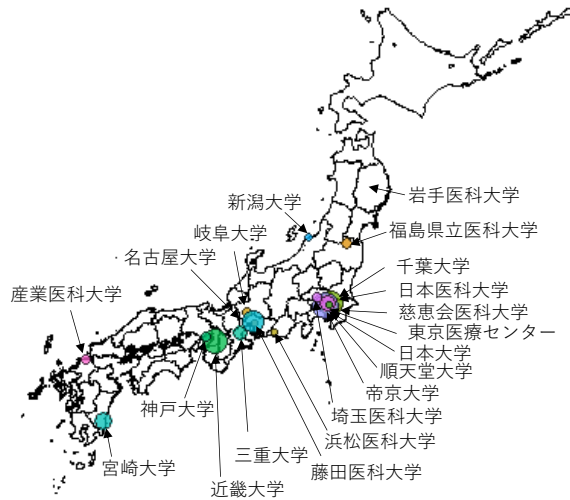 岩手医科大学
新潟大学
福島県立医科大学
岐阜大学
名古屋大学
千葉大学
産業医科大学
日本医科大学
慈恵会医科大学
東京医療センター
日本大学
順天堂大学
帝京大学
神戸大学
埼玉医科大学
浜松医科大学
三重大学
宮崎大学
藤田医科大学
近畿大学